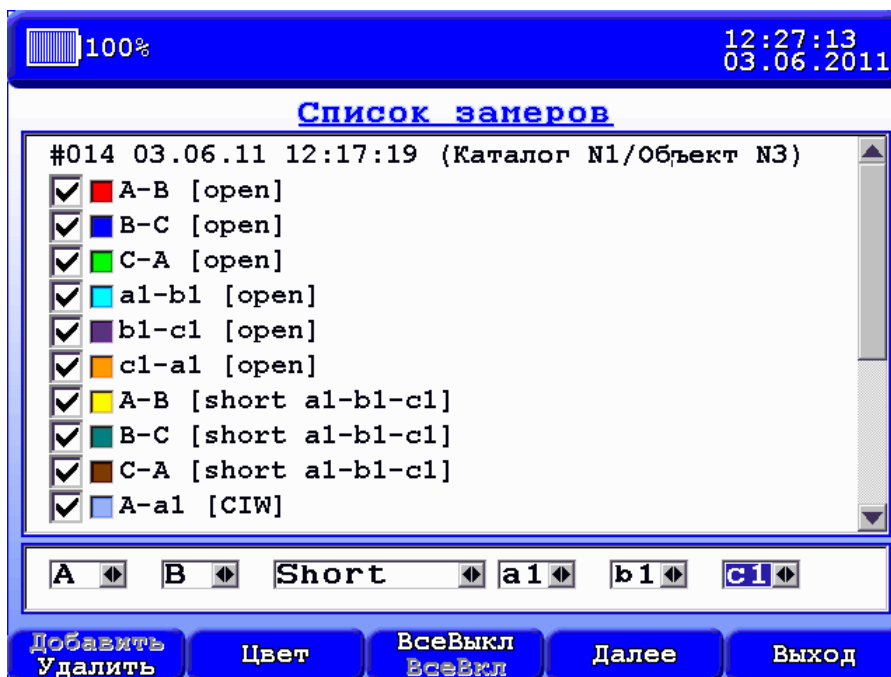 100%
12:27:13
03.06.2011
Список замеров
#014 03.06.11 12:17:19 (Каталог N1/Объект N3)
A-B [open]
B-C [open]
C-A [open]
a1-b1 [open]
b1-c1 [open]
c1-a1 [open]
A-B [short a1-b1-c1]
B-C [short a1-b1-c1]
C-A [short a1-b1-c1]
A-a1 [CIW]
A B Short a1 b1 c1
Добавить
Удалить
Цвет
ВсеВыкл
ВсеВкл
Далее
Выход